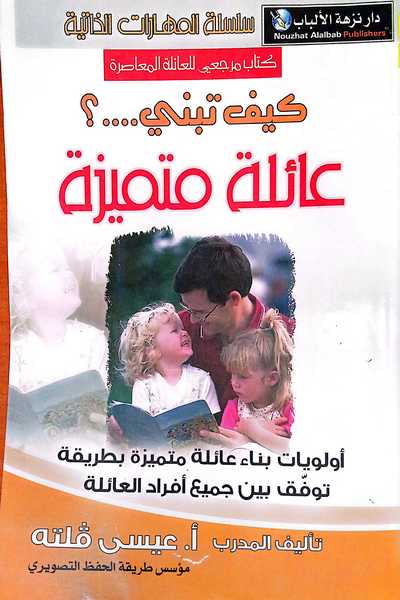 سلسلة المهارات الذاتية
دار نزهة الألباب
Nouzhat Alalbab Publishers
كتاب مرجعي للعائلة المعاصرة
كيف تبني....؟
عائلة متميزة
أولويات بناء عائلة متميزة بطريقة
توفّق بين جميع أفراد العائلة
تأليف المدرب أ. عيسى ڤلته
مؤسس طريقة الحفظ التصويري